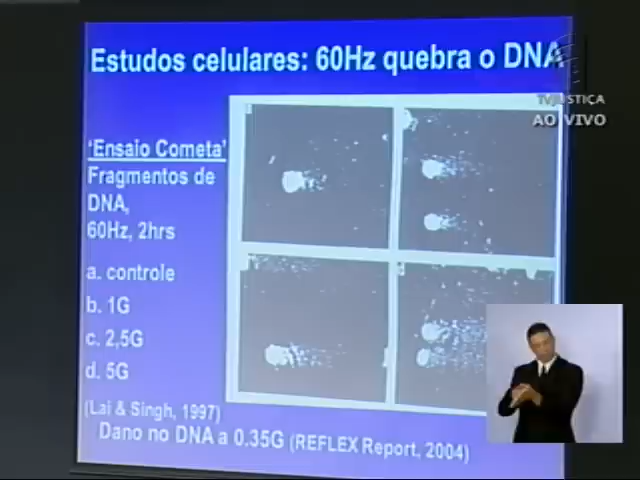 Estudos celulares: 60Hz quebra o DNA
TV JUSTIÇA
AO VIVO
'Ensaio Cometa'
Fragmentos de
DNA,
60Hz, 2hrs
a. controle
b. 1G
c. 2,5G
d. 5G
(Lai & Singh, 1997)
Dano no DNA a 0.35G (REFLEX Report, 2004)